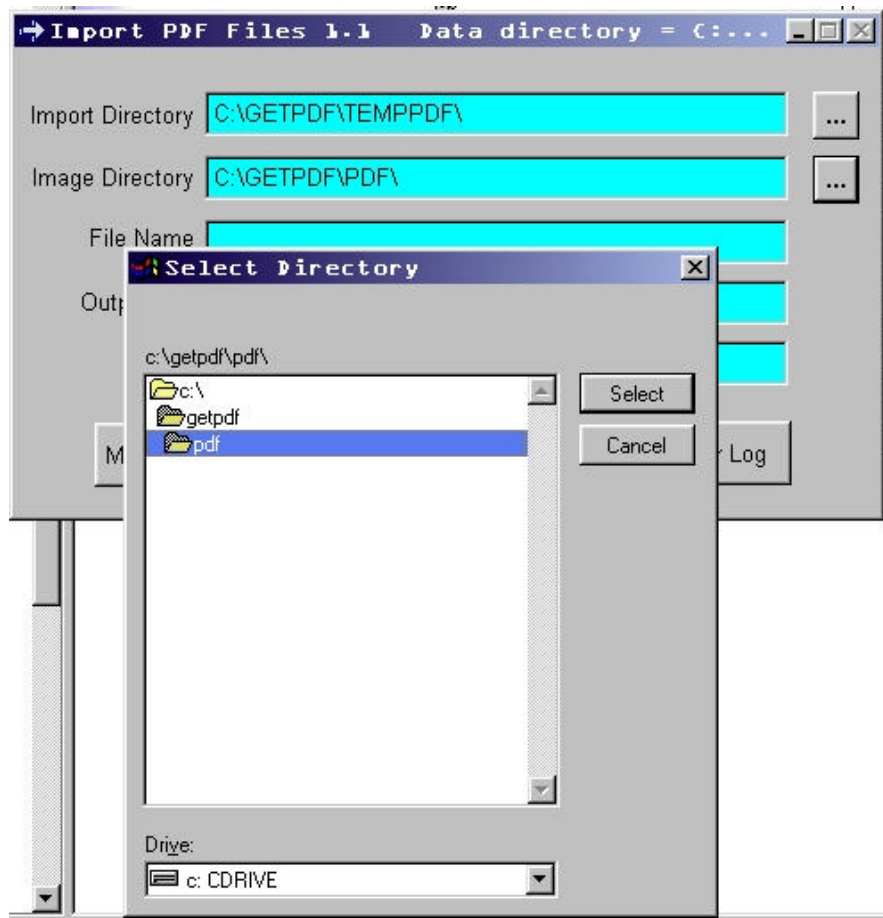 Import PDF Files 1.1 Data directory = C:...
Import Directory C:\GETPDF\TEMPPDF\ ...
Image Directory C:\GETPDF\PDF\ ...
File Name
Select Directory
c:\getpdf\pdf\
c:\
getpdf
pdf
Select
Cancel
Log
Drive:
c: CDRIVE